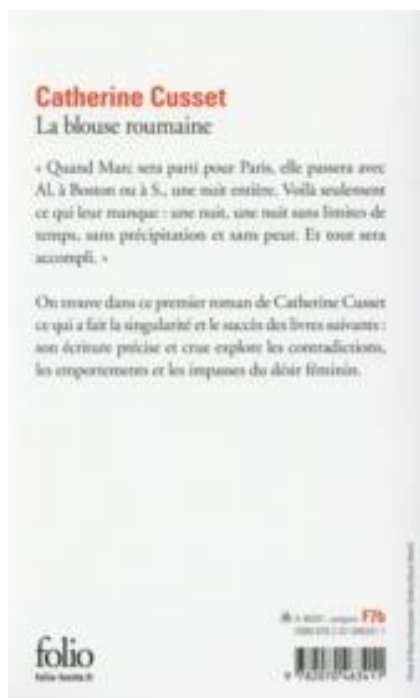 Catherine Cusset
La blouse roumaine
« Quand Marc sera parti pour Paris, elle passera avec
Al, à Boston ou à S., une nuit entière. Voilà seulement
ce qui leur manque : une nuit, une nuit sans limites de
temps, sans précipitation et sans peur. Et tout sera
accompli. »
On trouve dans ce premier roman de Catherine Cusset
ce qui a fait la singularité et le succès des livres suivants :
son écriture précise et crue explore les contradictions,
les emportements et les impasses du désir féminin.
F7b
folio
folio-lesite.fr
9 782070 463411